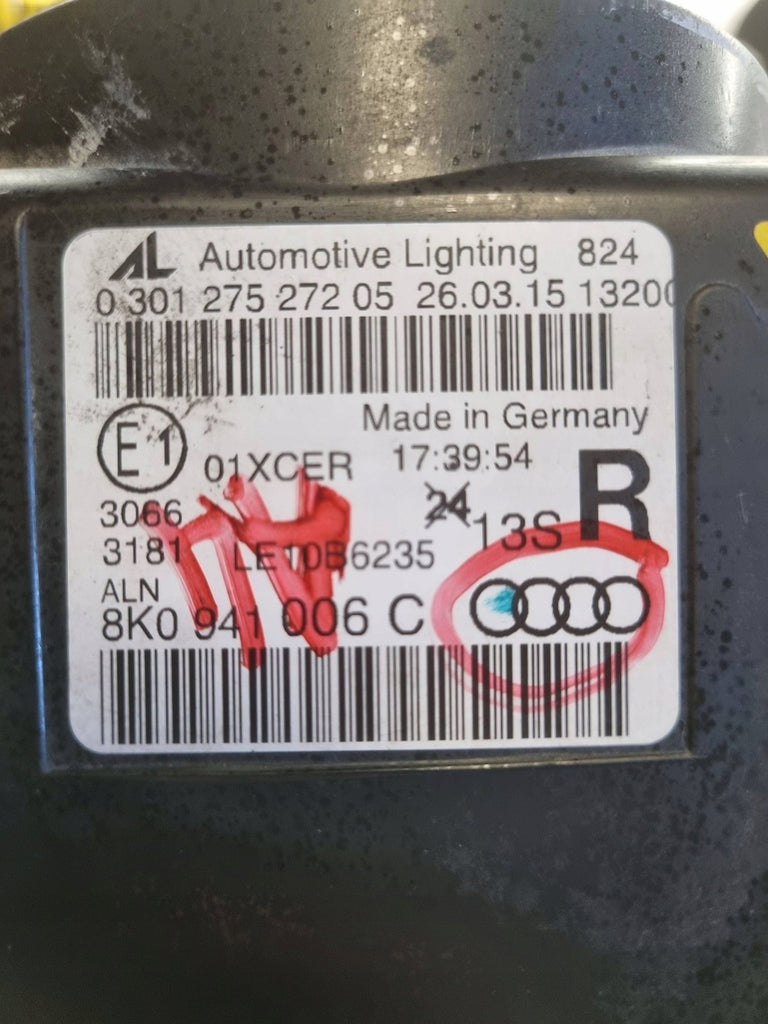 AL Automotive Lighting 824
0 301 275 272 05 26.03.15 13200
Made in Germany
E1 01XCER 17:39:54
R
3066 24 13S
3181 LE10B6235
ALN
8K0 941 006 C